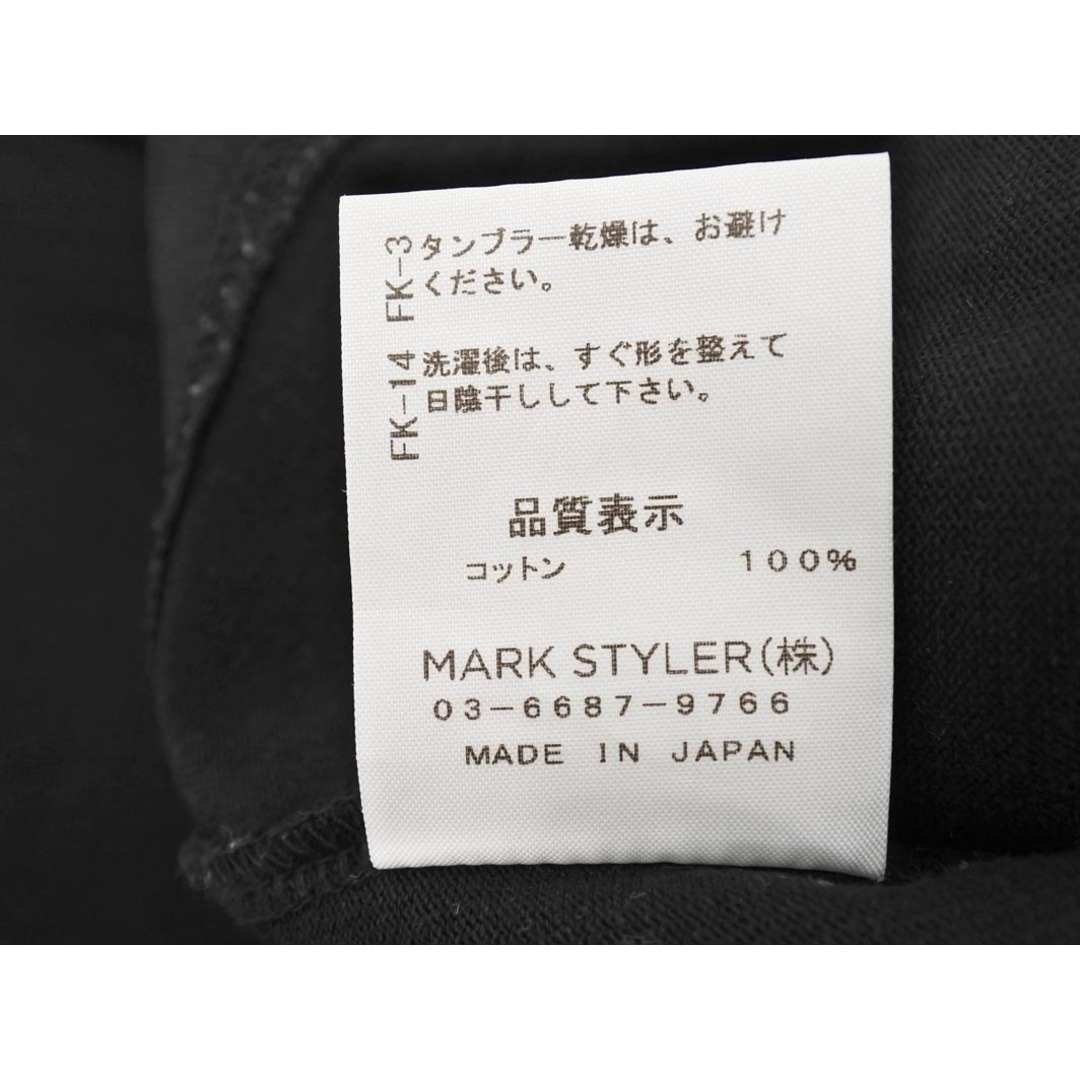 FK-3
タンブラー乾燥は、お避け
ください。
FK-14
洗濯後は、すぐ形を整えて
日陰干しして下さい。
品質表示
コットン 100%
MARK STYLER(株)
03-6687-9766
MADE IN JAPAN